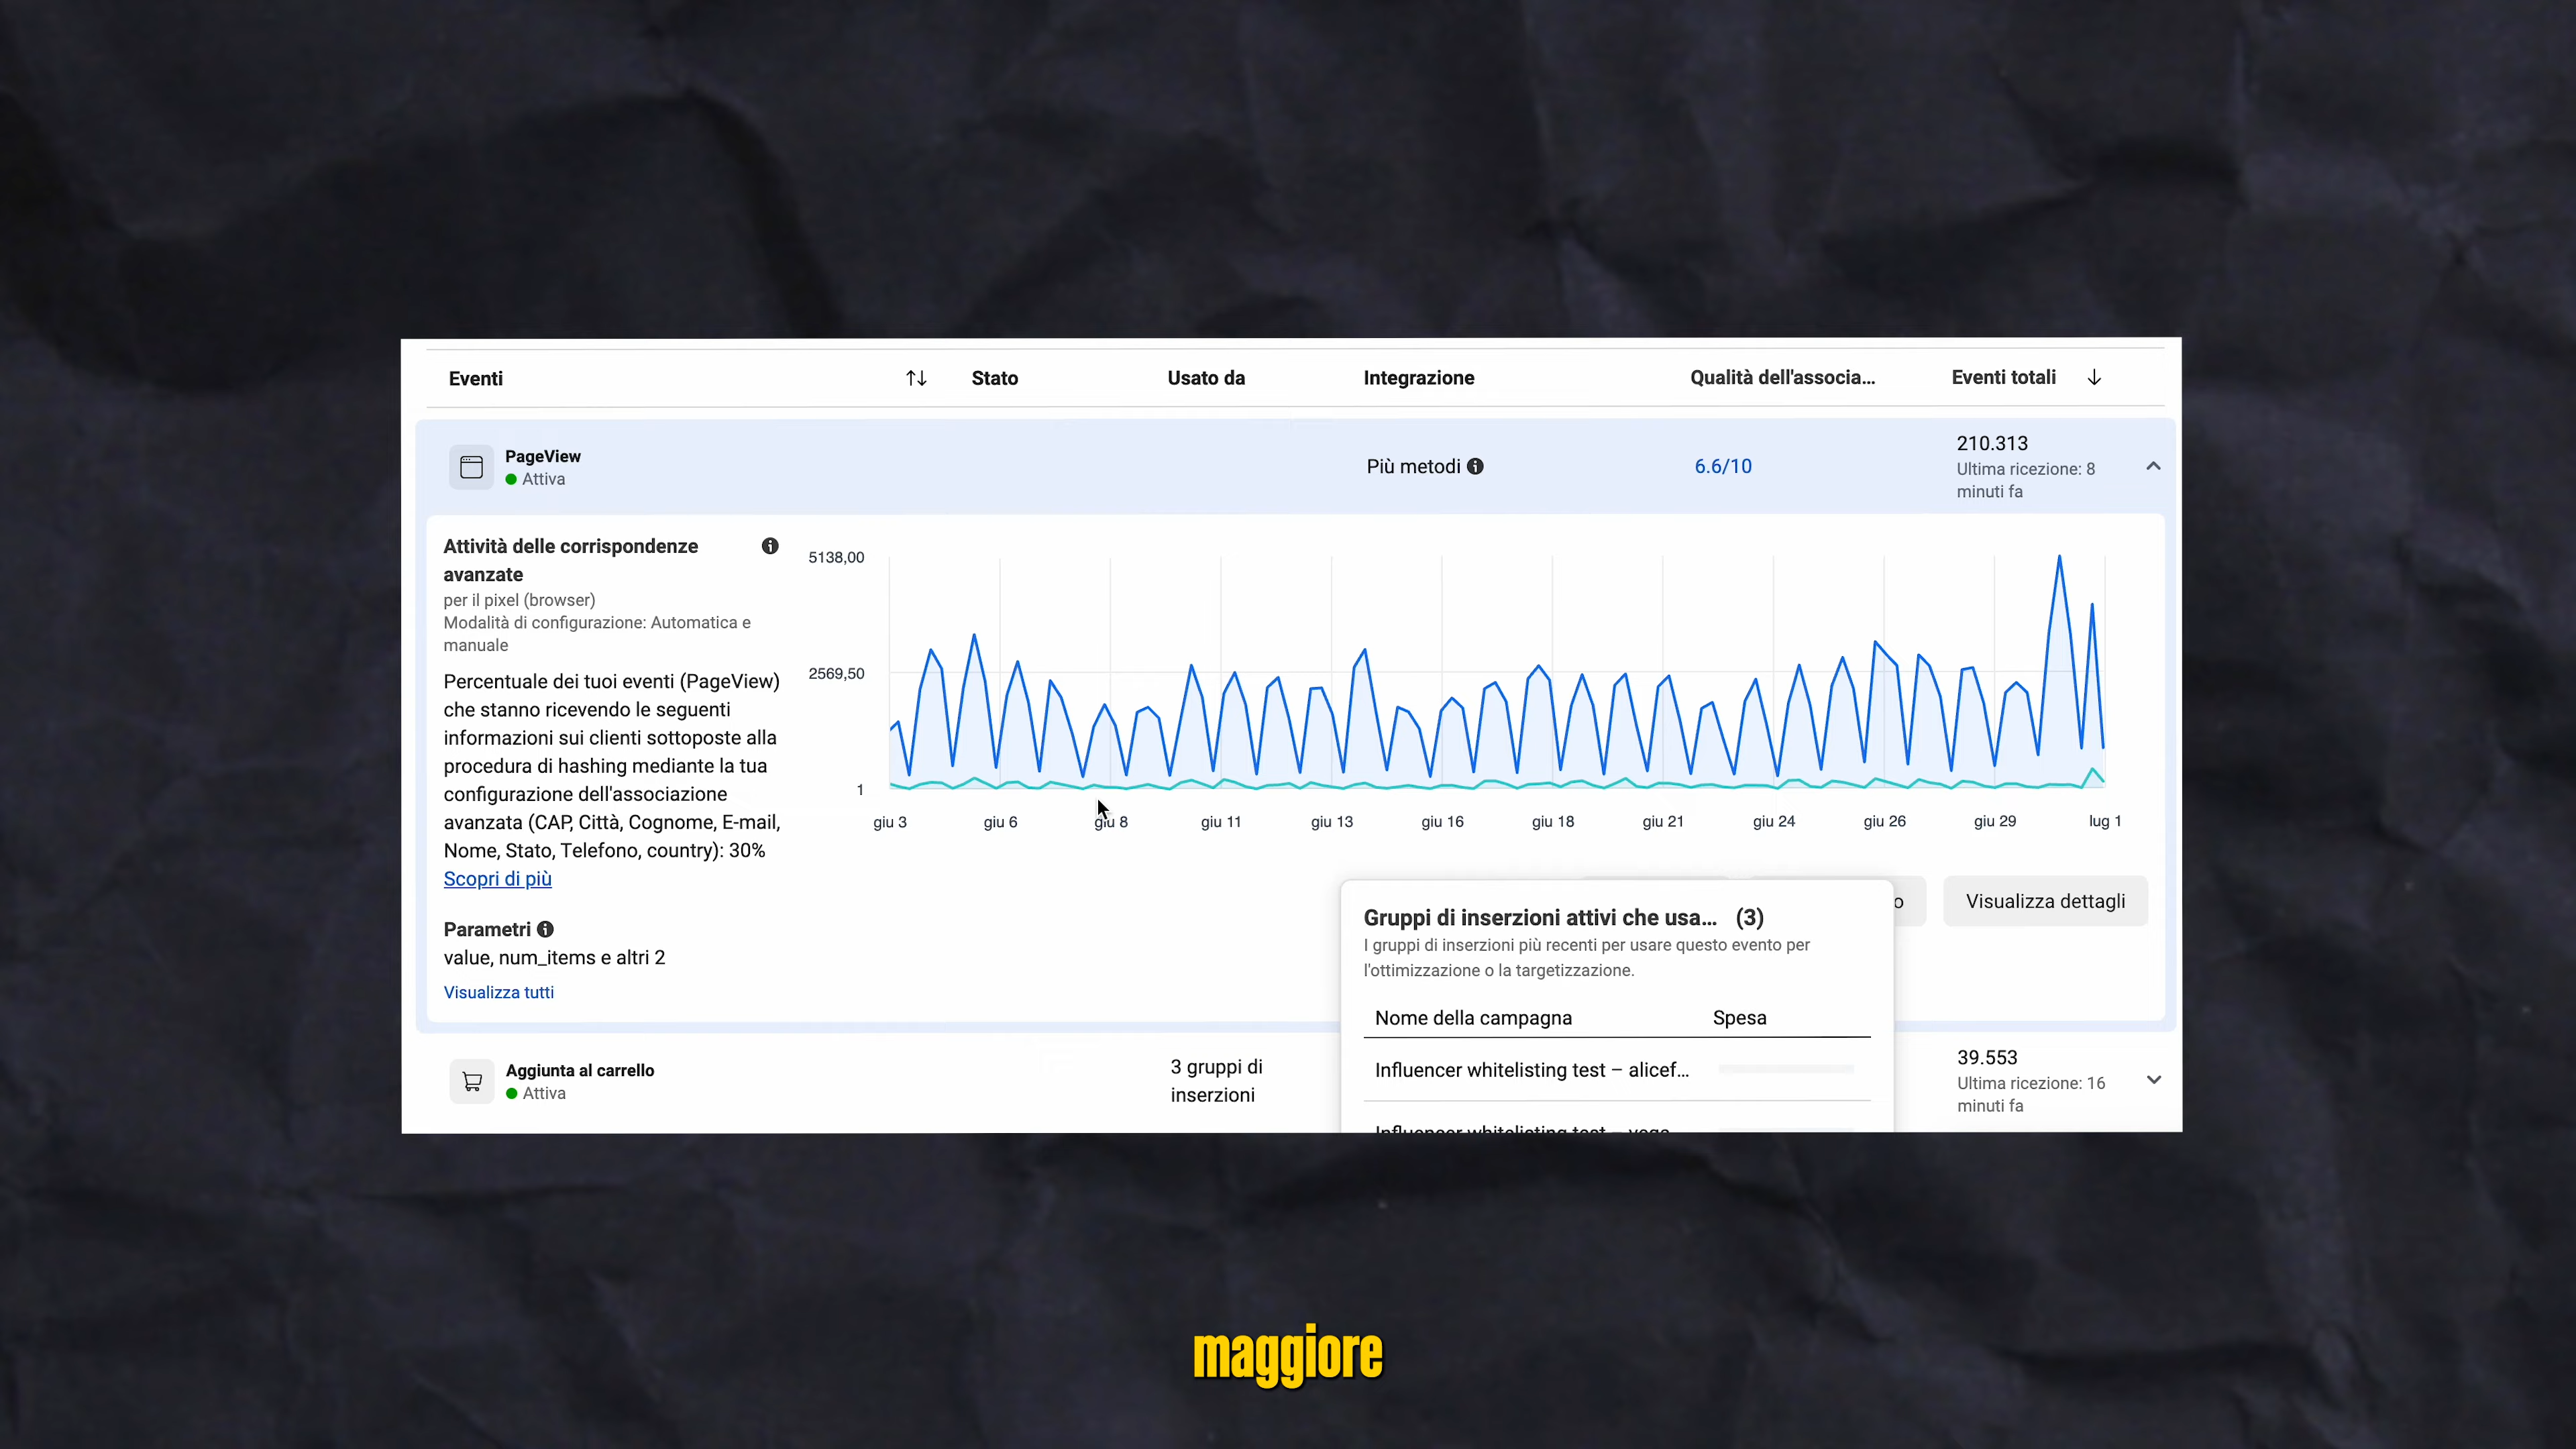 Eventi Stato Usato da Integrazione Qualità dell'associa... Eventi totali
PageView
Attiva
Più metodi
6.6/10
210.313
Ultima ricezione: 8
minuti fa
Attività delle corrispondenze
avanzate
per il pixel (browser)
Modalità di configurazione: Automatica e
manuale
Percentuale dei tuoi eventi (PageView)
che stanno ricevendo le seguenti
informazioni sui clienti sottoposte alla
procedura di hashing mediante la tua
configurazione dell'associazione
avanzata (CAP, Città, Cognome, E-mail,
Nome, Stato, Telefono, country): 30%
Scopri di più
Parametri
value, num_items e altri 2
Visualizza tutti
5138,00
2569,50
1
giu 3 giu 6 giu 8 giu 11 giu 13 giu 16 giu 18 giu 21 giu 24 giu 26 giu 29 lug 1
o
Visualizza dettagli
Gruppi di inserzioni attivi che usa... (3)
I gruppi di inserzioni più recenti per usare questo evento per
l'ottimizzazione o la targetizzazione.
Nome della campagna Spesa
Influencer whitelisting test – alicef...
Influencer whitelisting test – yoga
Aggiunta al carrello
Attiva
3 gruppi di
inserzioni
39.553
Ultima ricezione: 16
minuti fa
maggiore